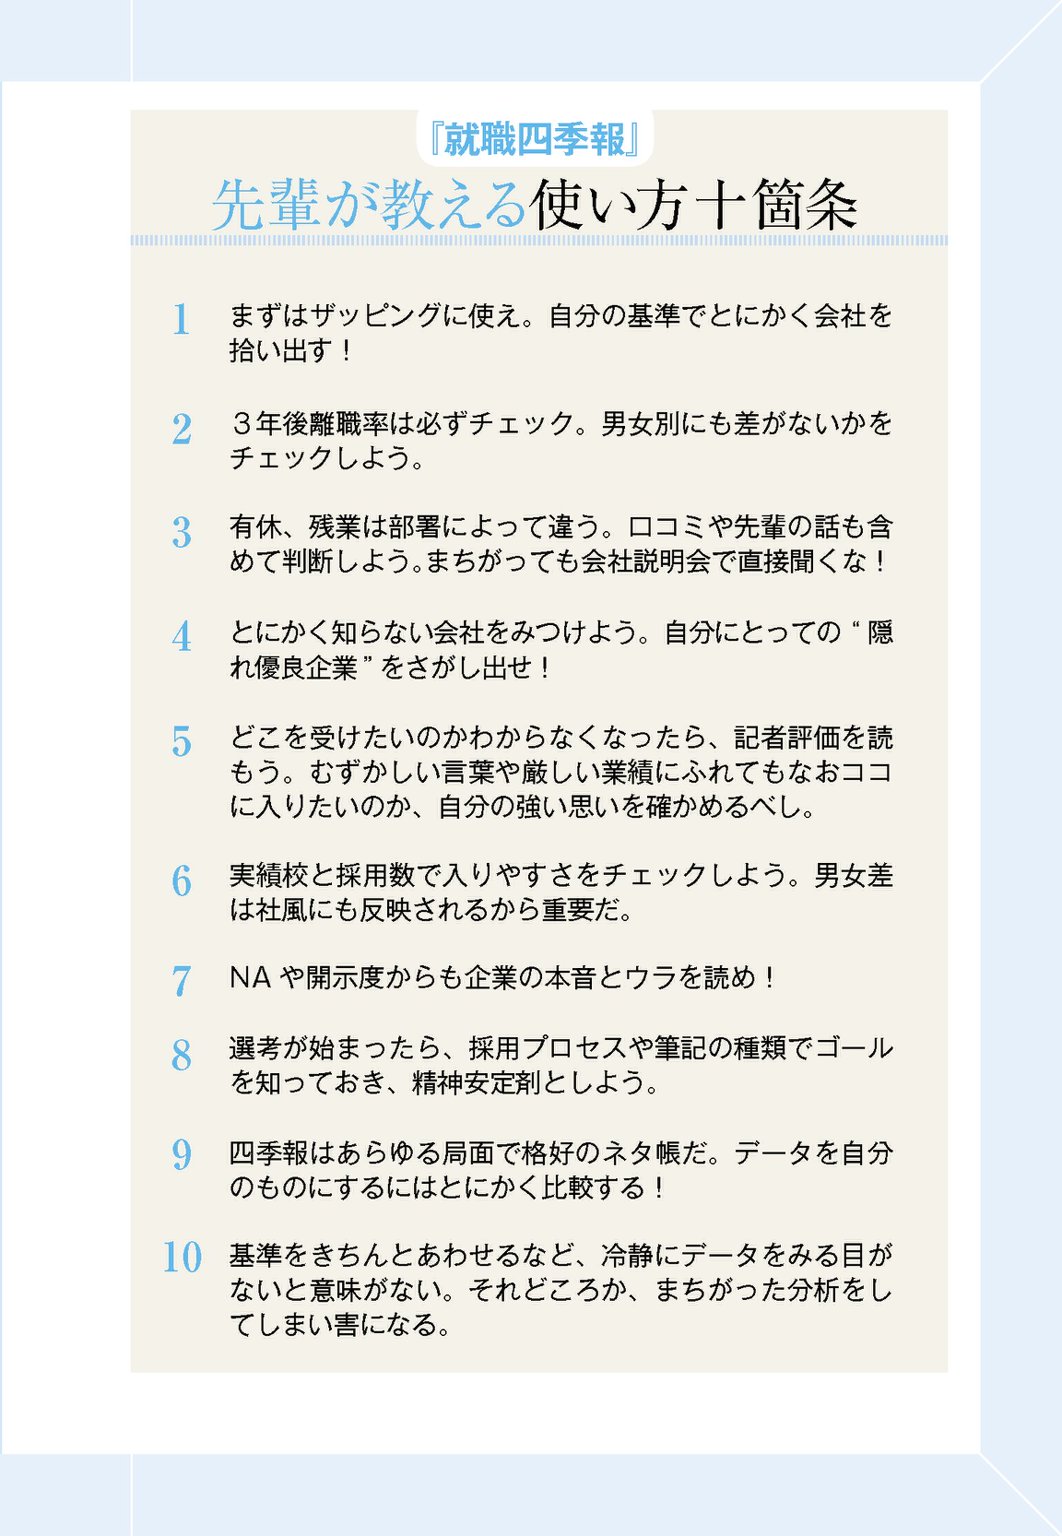 『就職四季報』
先輩が教える使い方十箇条
1 まずはザッピングに使え。自分の基準でとにかく会社を
拾い出す！
2 3年後離職率は必ずチェック。男女別にも差がないかを
チェックしよう。
3 有休、残業は部署によって違う。口コミや先輩の話も含
めて判断しよう。まちがっても会社説明会で直接聞くな！
4 とにかく知らない会社をみつけよう。自分にとっての“隠
れ優良企業”をさがし出せ！
5 どこを受けたいのかわからなくなったら、記者評価を読
もう。むずかしい言葉や厳しい業績にふれてもなおココ
に入りたいのか、自分の強い思いを確かめるべし。
6 実績校と採用数で入りやすさをチェックしよう。男女差
は社風にも反映されるから重要だ。
7 NAや開示度からも企業の本音とウラを読め！
8 選考が始まったら、採用プロセスや筆記の種類でゴール
を知っておき、精神安定剤としよう。
9 四季報はあらゆる局面で格好のネタ帳だ。データを自分
のものにするにはとにかく比較する！
10 基準をきちんとあわせるなど、冷静にデータをみる目が
ないと意味がない。それどころか、まちがった分析をし
てしまい害になる。